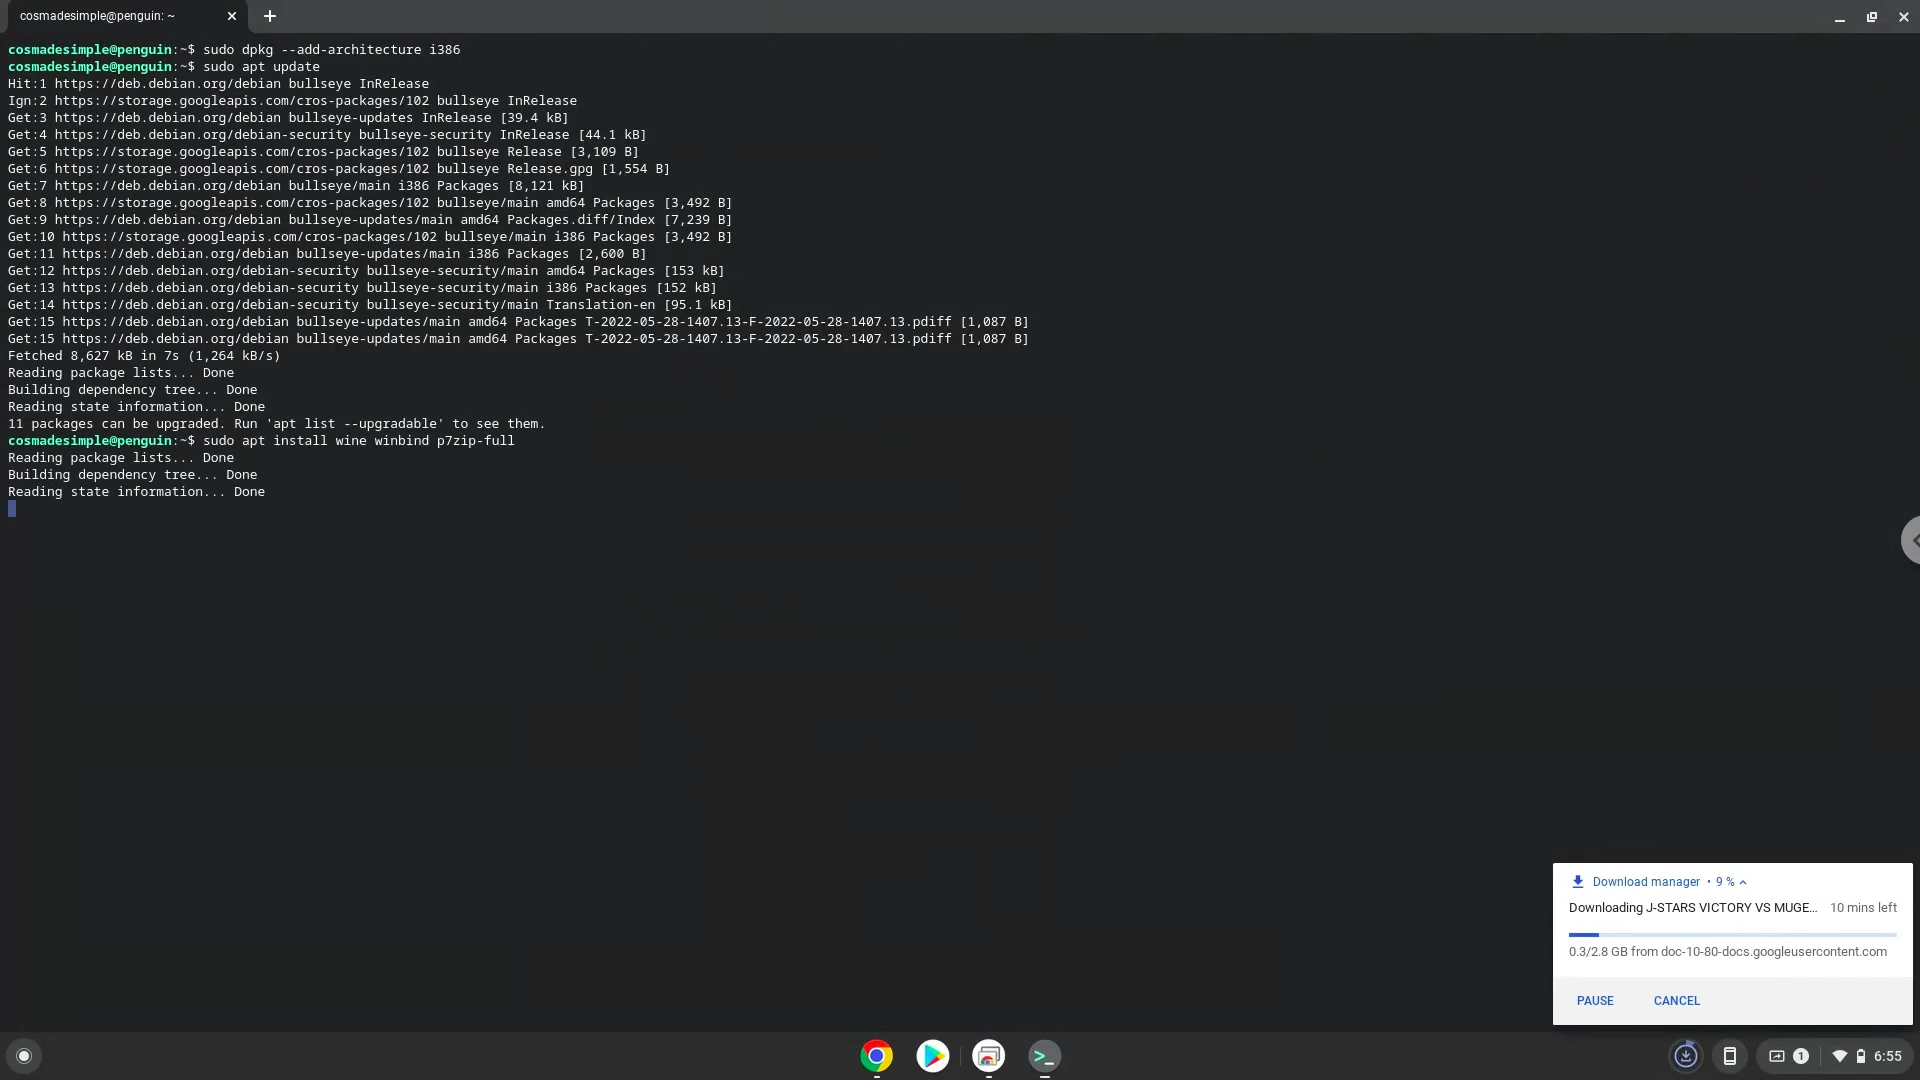 cosmadesimple@penguin: ~
cosmadesimple@penguin:~$ sudo dpkg --add-architecture i386
cosmadesimple@penguin:~$ sudo apt update
Hit:1 https://deb.debian.org/debian bullseye InRelease
Ign:2 https://storage.googleapis.com/cros-packages/102 bullseye InRelease
Get:3 https://deb.debian.org/debian bullseye-updates InRelease [39.4 kB]
Get:4 https://deb.debian.org/debian-security bullseye-security InRelease [44.1 kB]
Get:5 https://storage.googleapis.com/cros-packages/102 bullseye Release [3,109 B]
Get:6 https://storage.googleapis.com/cros-packages/102 bullseye Release.gpg [1,554 B]
Get:7 https://deb.debian.org/debian bullseye/main i386 Packages [8,121 kB]
Get:8 https://storage.googleapis.com/cros-packages/102 bullseye/main amd64 Packages [3,492 B]
Get:9 https://deb.debian.org/debian bullseye-updates/main amd64 Packages.diff/Index [7,239 B]
Get:10 https://storage.googleapis.com/cros-packages/102 bullseye/main i386 Packages [3,492 B]
Get:11 https://deb.debian.org/debian bullseye-updates/main i386 Packages [2,600 B]
Get:12 https://deb.debian.org/debian-security bullseye-security/main amd64 Packages [153 kB]
Get:13 https://deb.debian.org/debian-security bullseye-security/main i386 Packages [152 kB]
Get:14 https://deb.debian.org/debian-security bullseye-security/main Translation-en [95.1 kB]
Get:15 https://deb.debian.org/debian bullseye-updates/main amd64 Packages T-2022-05-28-1407.13-F-2022-05-28-1407.13.pdiff [1,087 B]
Get:15 https://deb.debian.org/debian bullseye-updates/main amd64 Packages T-2022-05-28-1407.13-F-2022-05-28-1407.13.pdiff [1,087 B]
Fetched 8,627 kB in 7s (1,264 kB/s)
Reading package lists... Done
Building dependency tree... Done
Reading state information... Done
11 packages can be upgraded. Run 'apt list --upgradable' to see them.
cosmadesimple@penguin:~$ sudo apt install wine winbind p7zip-full
Reading package lists... Done
Building dependency tree... Done
Reading state information... Done
Download manager • 9 %
Downloading J-STARS VICTORY VS MUGE... 10 mins left
0.3/2.8 GB from doc-10-80-docs.googleusercontent.com
PAUSE CANCEL
1 6:55